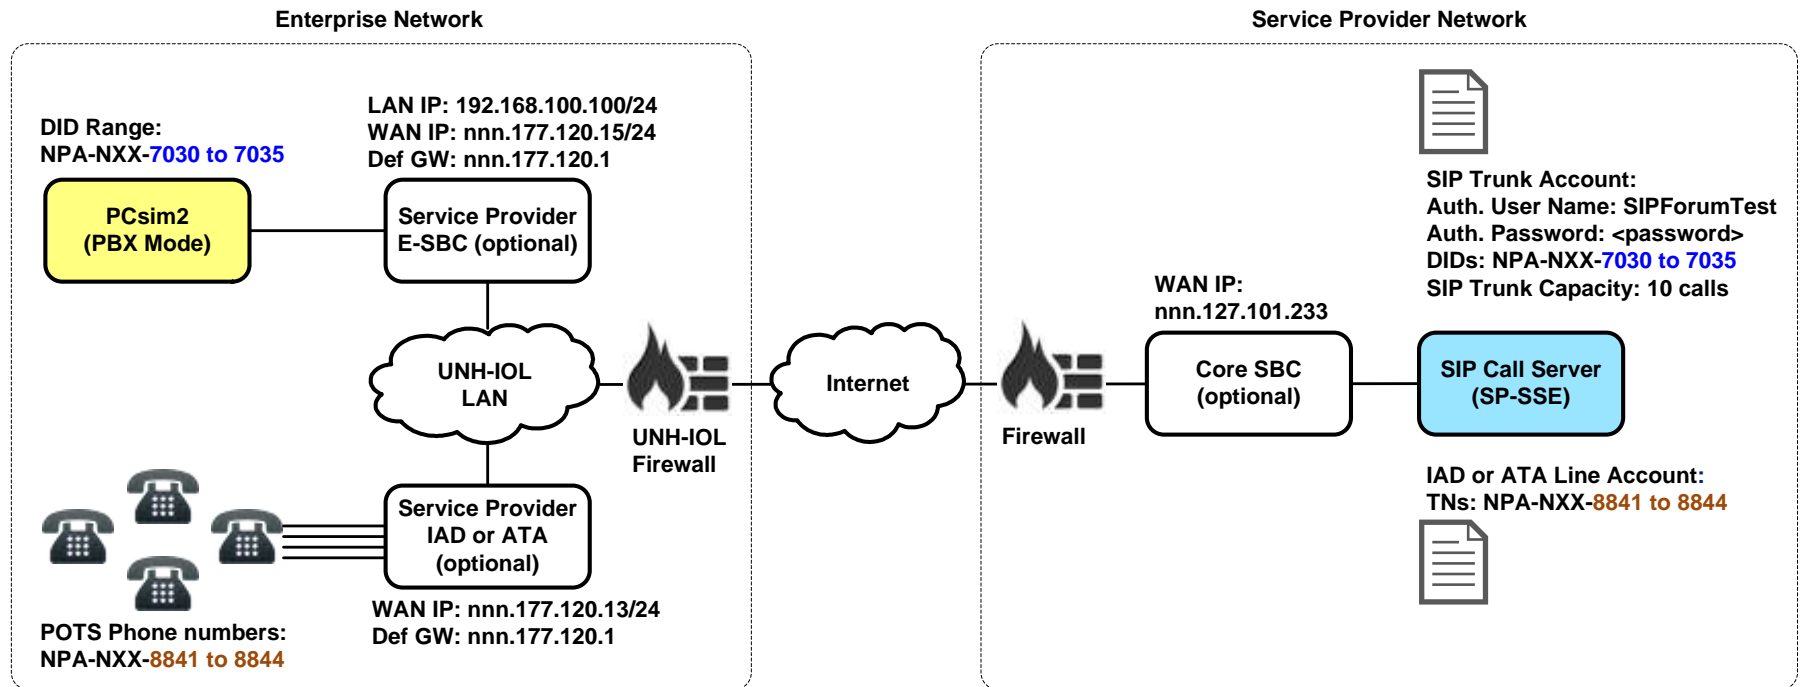 Enterprise Network
Service Provider Network
DID Range:
NPA-NXX-7030 to 7035
LAN IP: 192.168.100.100/24
WAN IP: nnn.177.120.15/24
Def GW: nnn.177.120.1
PCsim2
(PBX Mode)
Service Provider
E-SBC (optional)
UNH-IOL
LAN
UNH-IOL
Firewall
Service Provider
IAD or ATA
(optional)
WAN IP: nnn.177.120.13/24
Def GW: nnn.177.120.1
POTS Phone numbers:
NPA-NXX-8841 to 8844
Internet
Firewall
WAN IP:
nnn.127.101.233
Core SBC
(optional)
SIP Trunk Account:
Auth. User Name: SIPForumTest
Auth. Password: <password>
DIDs: NPA-NXX-7030 to 7035
SIP Trunk Capacity: 10 calls
SIP Call Server
(SP-SSE)
IAD or ATA Line Account:
TNs: NPA-NXX-8841 to 8844